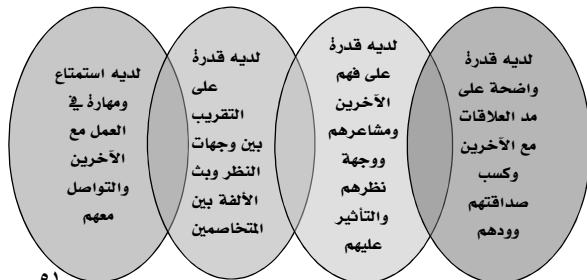 لديه قدرة
واضحة على
مد العلاقات
مع الآخرين
وكسب
صداقتهم
وودهم
لديه قدرة
على فهم
الآخرين
ومشاعرهم
ووجهة
نظرهم
والتأثير
عليهم
لديه قدرة
على
التقريب
بين وجهات
النظر وبث
الألفة بين
المتخاصمين
لديه استمتاع
ومهارة في
العمل مع
الآخرين
والتواصل
معهم